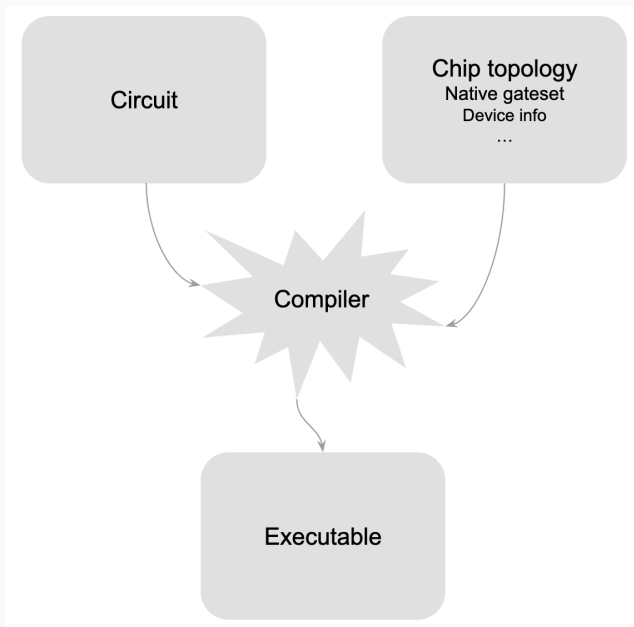 Circuit
Chip topology
Native gateset
Device info
...
Compiler
Executable